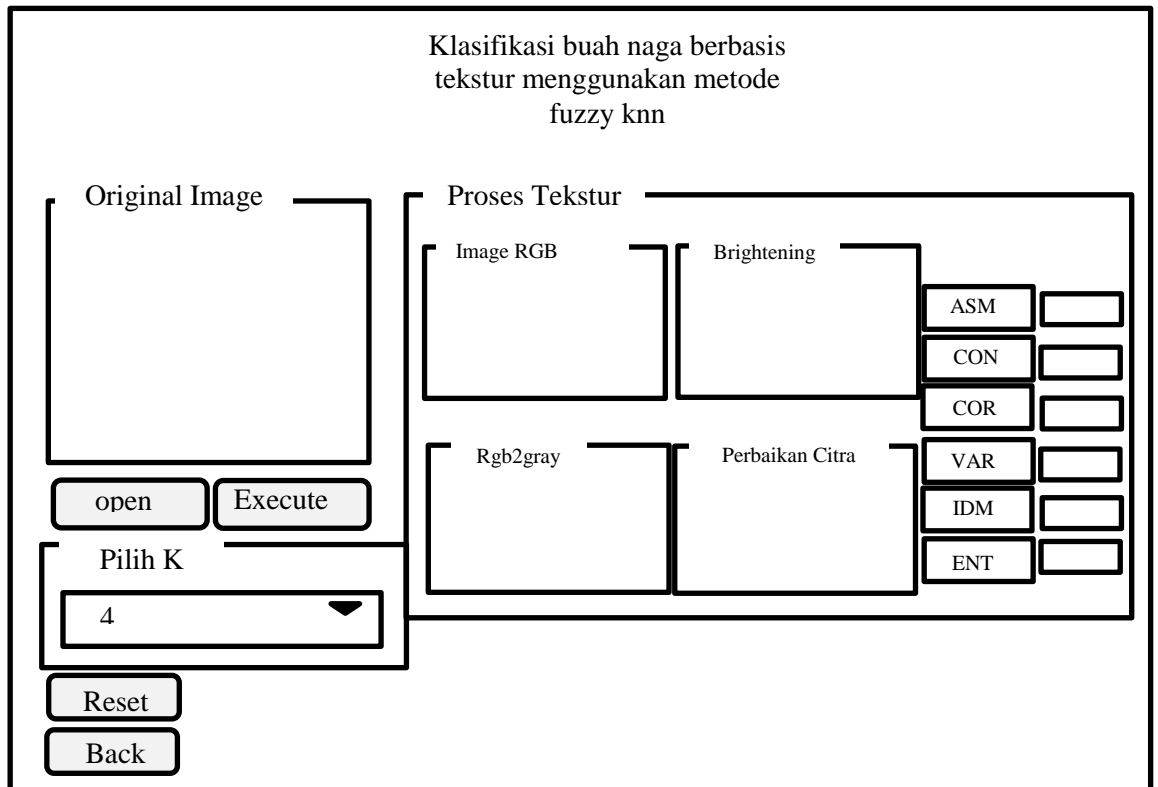 Klasifikasi buah naga berbasis
tekstur menggunakan metode
fuzzy knn
Original Image
Proses Tekstur
Image RGB
Brightening
ASM
CON
COR
Rgb2gray
Perbaikan Citra
VAR
IDM
ENT
open
Execute
Pilih K
4
Reset
Back